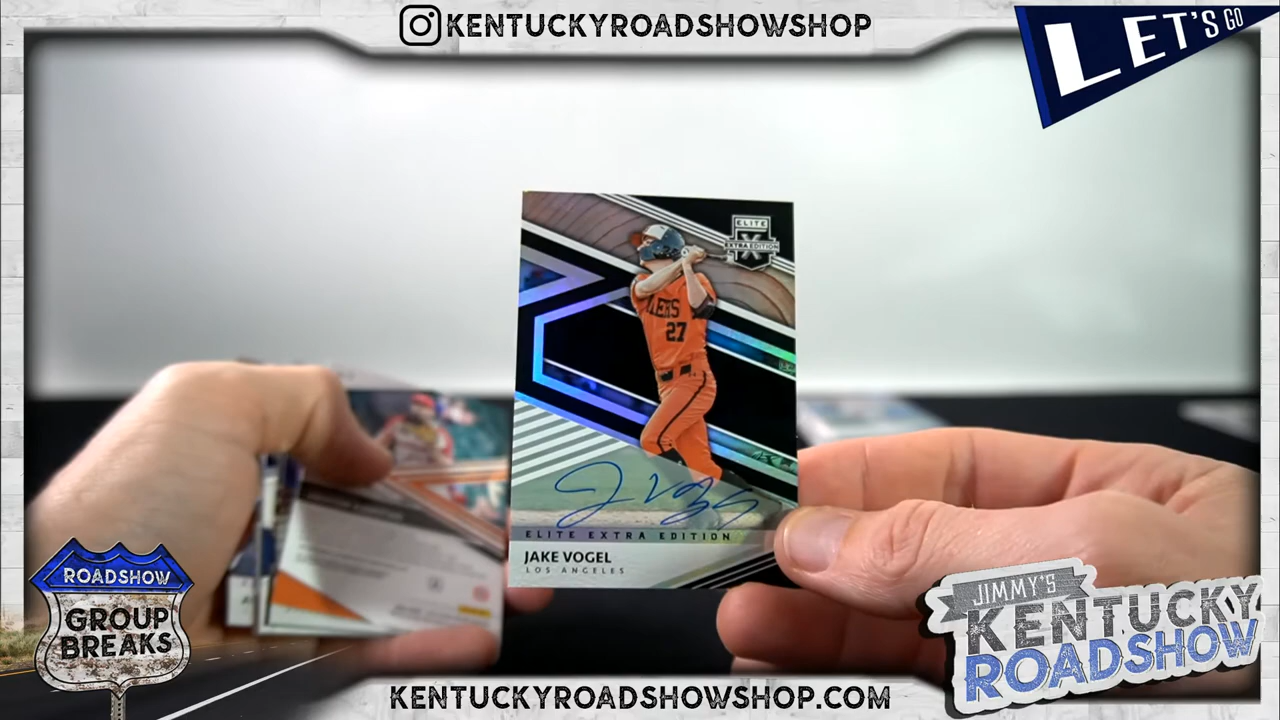 KENTUCKYROADSHOWSHOP
LET'S GO
ELITE
X
EXTRA EDITION
27
ELITE EXTRA EDITION
JAKE VOGEL
LOS ANGELES
ROADSHOW
GROUP
BREAKS
JIMMY'S
KENTUCKY
ROADSHOW
KENTUCKYROADSHOWSHOP.COM